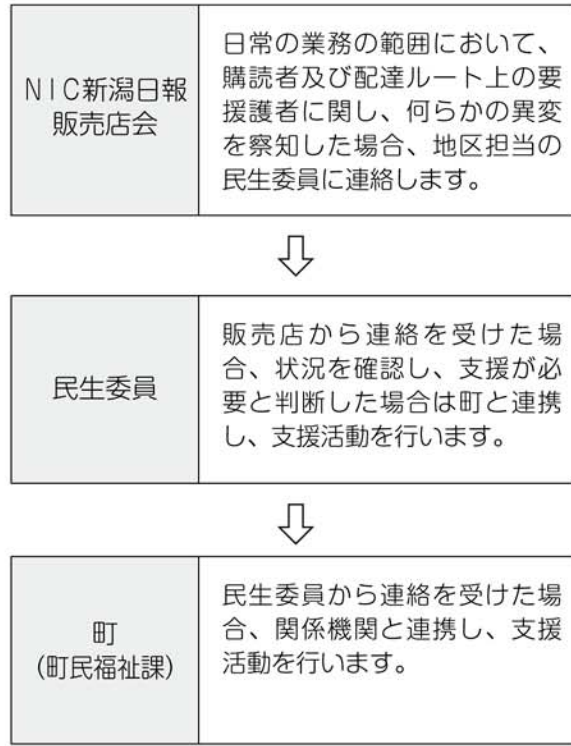 NIC新潟日報
販売店会
日常の業務の範囲において、
購読者及び配達ルート上の要
援護者に関し、何らかの異変
を察知した場合、地区担当の
民生委員に連絡します。
民生委員
販売店から連絡を受けた場
合、状況を確認し、支援が必
要と判断した場合は町と連携
し、支援活動を行います。
町
(町民福祉課)
民生委員から連絡を受けた場
合、関係機関と連携し、支援
活動を行います。